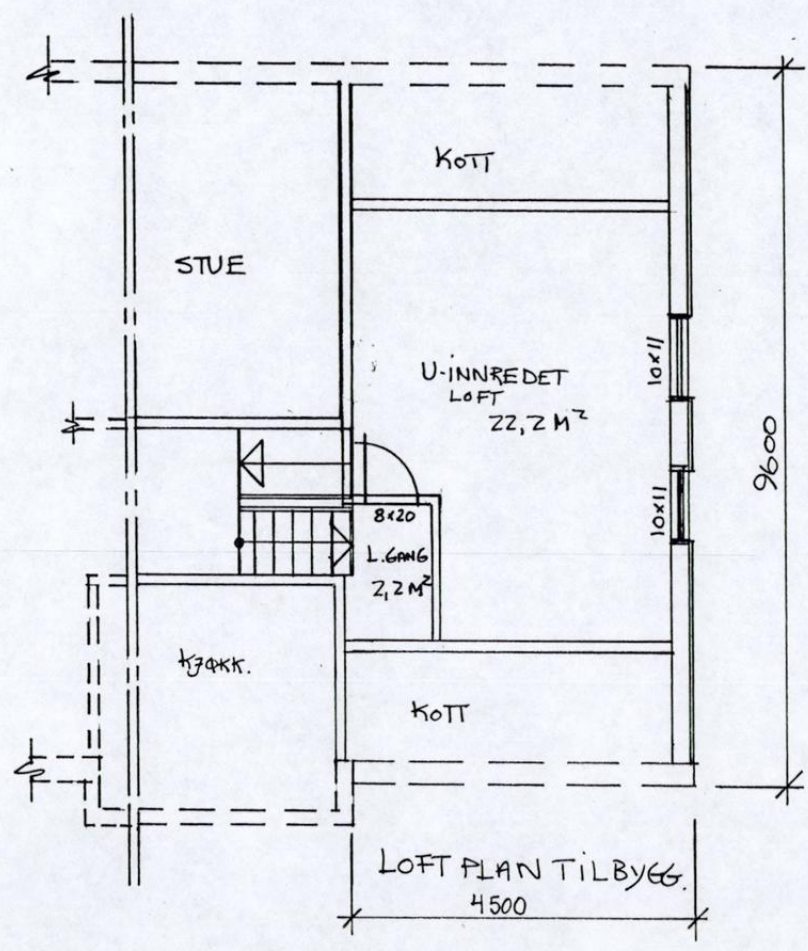 KOTT
STUE
10x11
U-INNREDET
LOFT
22,2 M²
9600
10x11
8x20
L.GANG
2,2 M²
KJØKK.
KOTT
LOFT PLAN TILBYGG.
4500